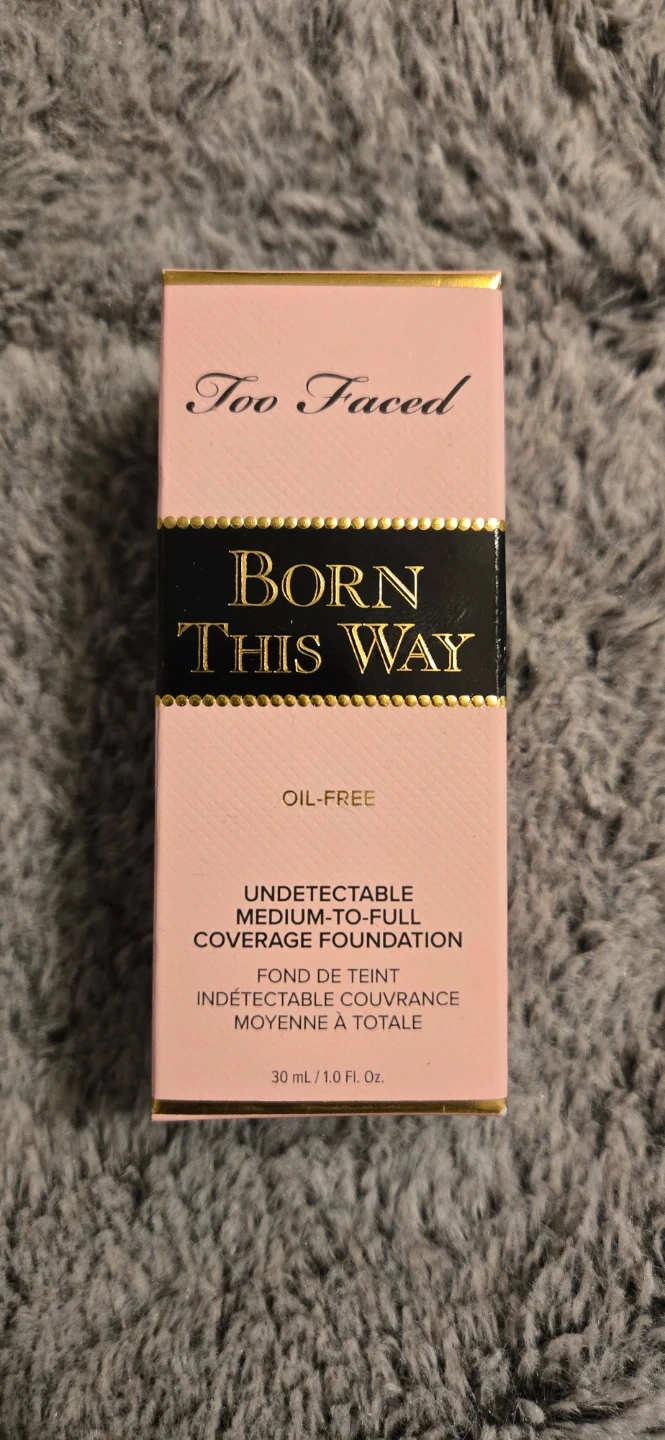 Too Faced
BORN
THIS WAY
OIL-FREE
UNDETECTABLE
MEDIUM-TO-FULL
COVERAGE FOUNDATION
FOND DE TEINT
INDÉTECTABLE COUVRANCE
MOYENNE À TOTALE
30 mL / 1.0 Fl. Oz.